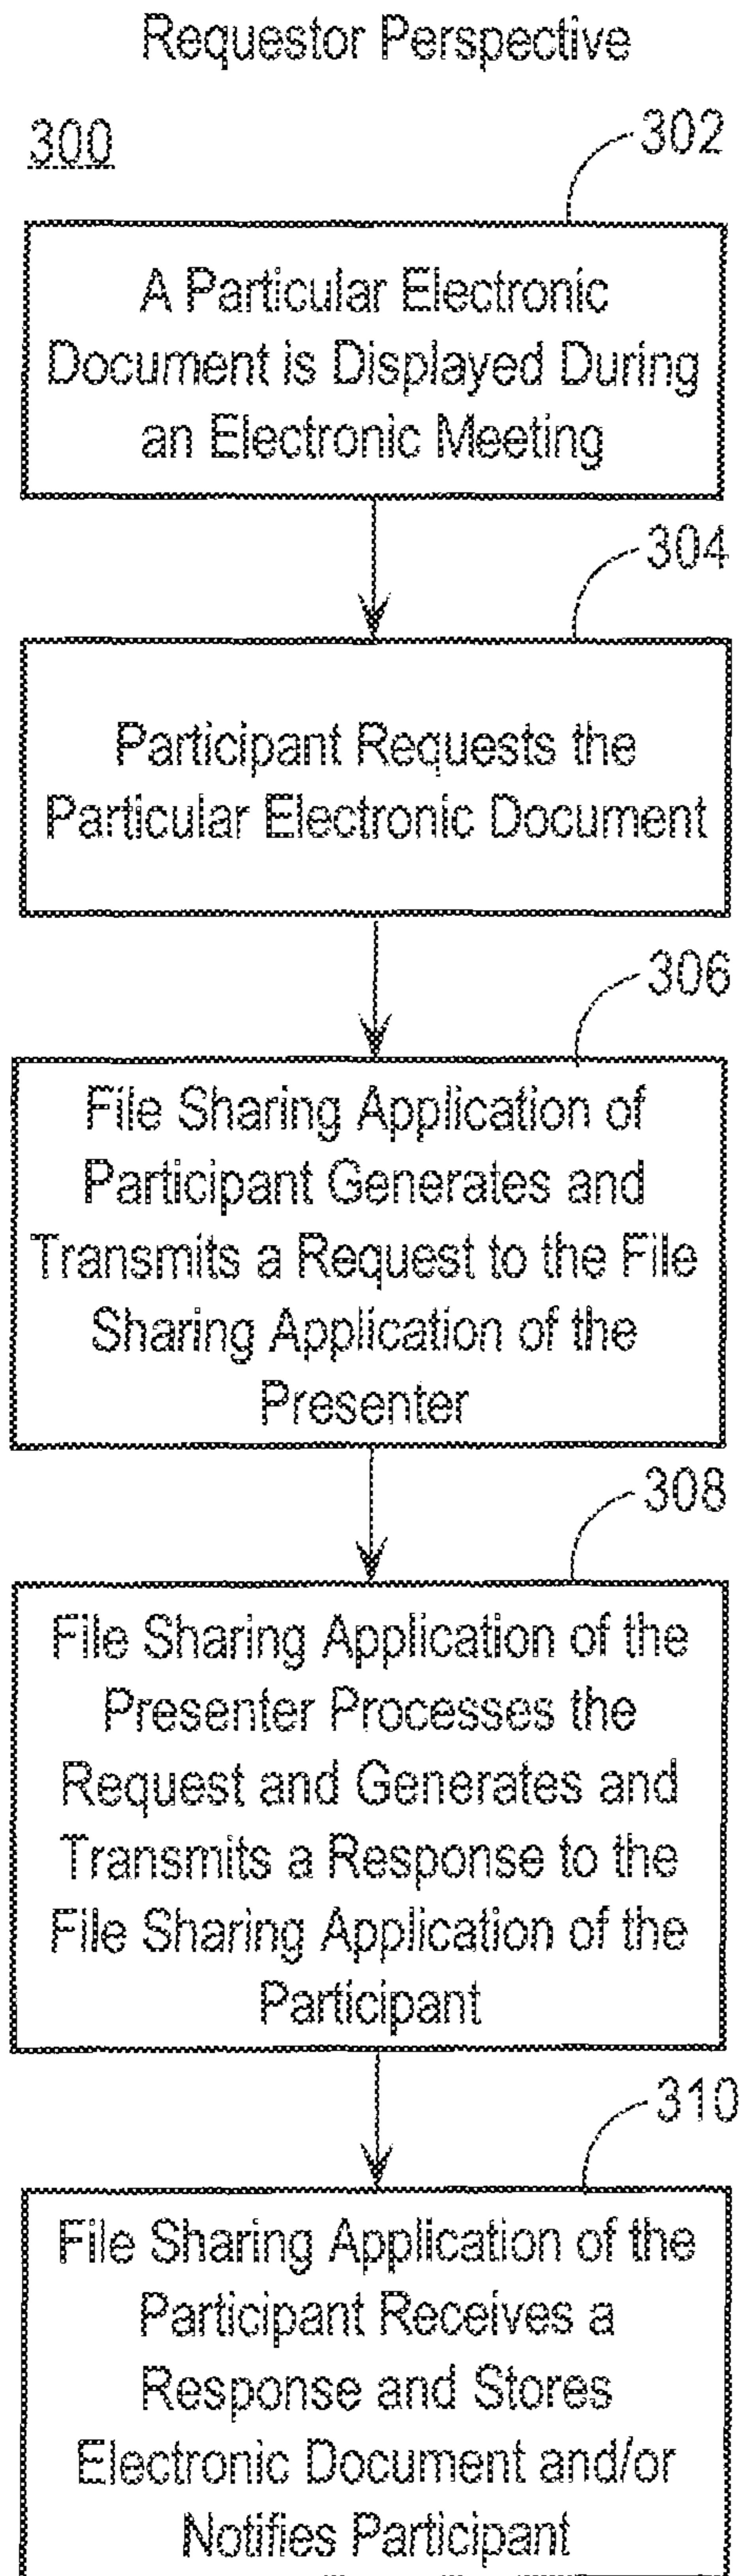 Requestor Perspective
300
302
A Particular Electronic
Document is Displayed During
an Electronic Meeting
304
Participant Requests the
Particular Electronic Document
306
File Sharing Application of
Participant Generates and
Transmits a Request to the File
Sharing Application of the
Presenter
308
File Sharing Application of the
Presenter Processes the
Request and Generates and
Transmits a Response to the
File Sharing Application of the
Participant
310
File Sharing Application of the
Participant Receives a
Response and Stores
Electronic Document and/or
Notifies Participant